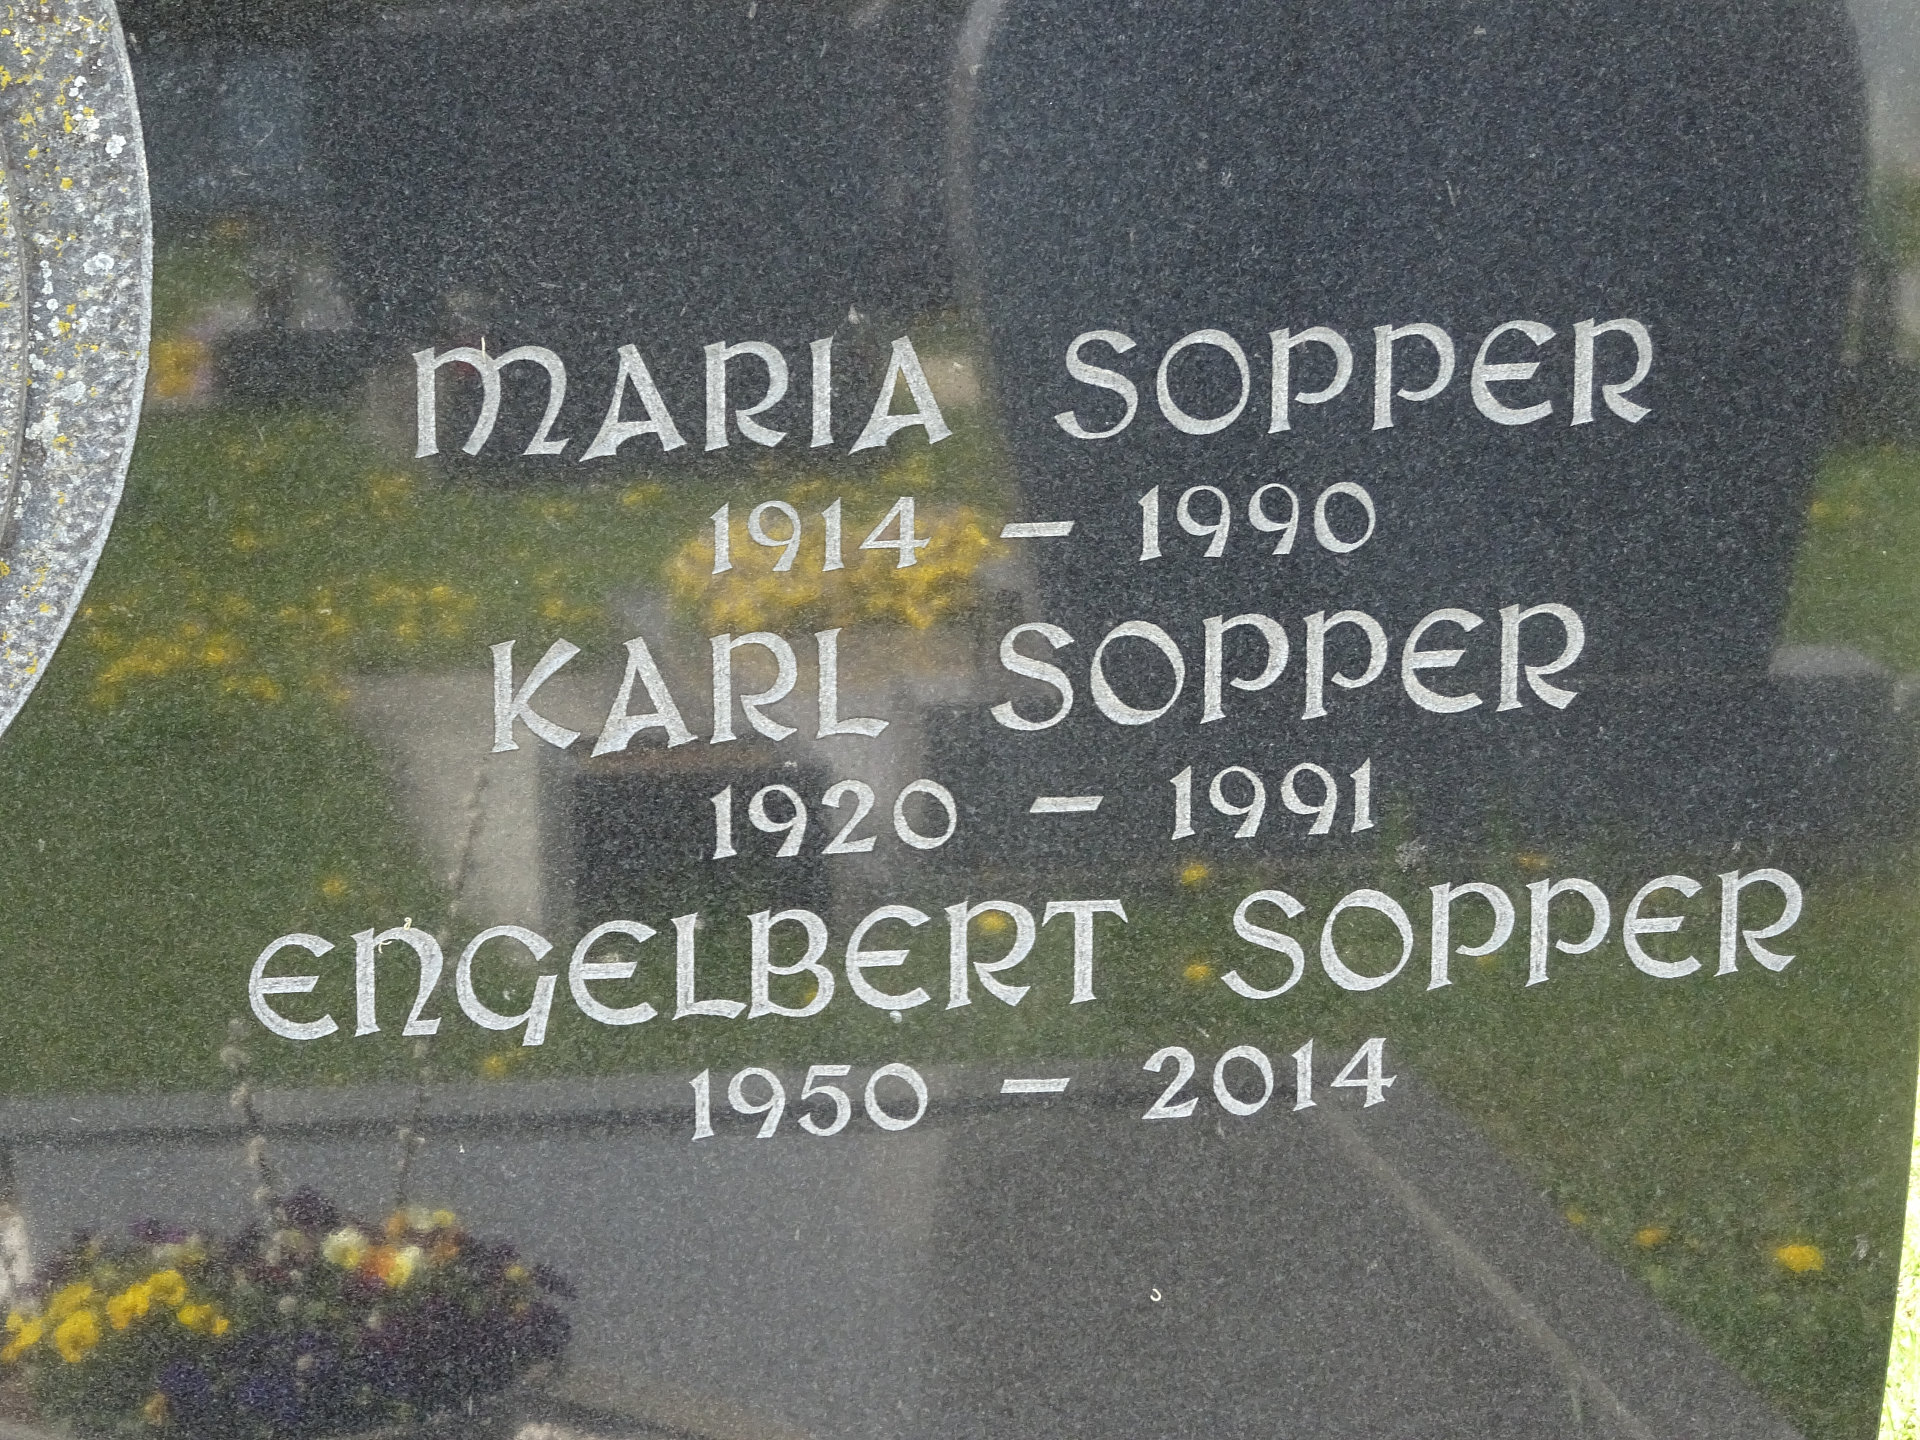 MARIA SOPPER
1914 – 1990
KARL SOPPER
1920 – 1991
ENGELBERT SOPPER
1950 – 2014